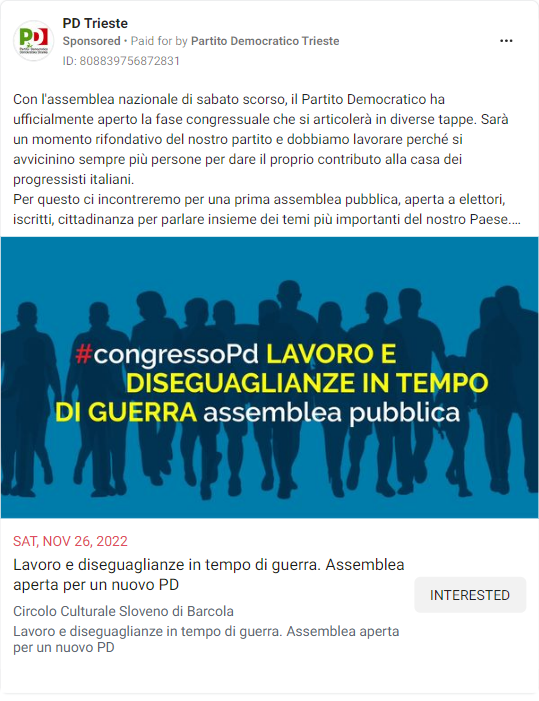 PD Trieste
Sponsored • Paid for by Partito Democratico Trieste
ID: 808839756872831
Con l'assemblea nazionale di sabato scorso, il Partito Democratico ha
ufficialmente aperto la fase congressuale che si articolerà in diverse tappe. Sarà
un momento rifondativo del nostro partito e dobbiamo lavorare perché si
avvicinino sempre più persone per dare il proprio contributo alla casa dei
progressisti italiani.
Per questo ci incontreremo per una prima assemblea pubblica, aperta a elettori,
iscritti, cittadinanza per parlare insieme dei temi più importanti del nostro Paese....
#congressoPd LAVORO E
DISEGUAGLIANZE IN TEMPO
DI GUERRA assemblea pubblica
SAT, NOV 26, 2022
Lavoro e diseguaglianze in tempo di guerra. Assemblea
aperta per un nuovo PD
Circolo Culturale Sloveno di Barcola
Lavoro e diseguaglianze in tempo di guerra. Assemblea aperta
per un nuovo PD
INTERESTED